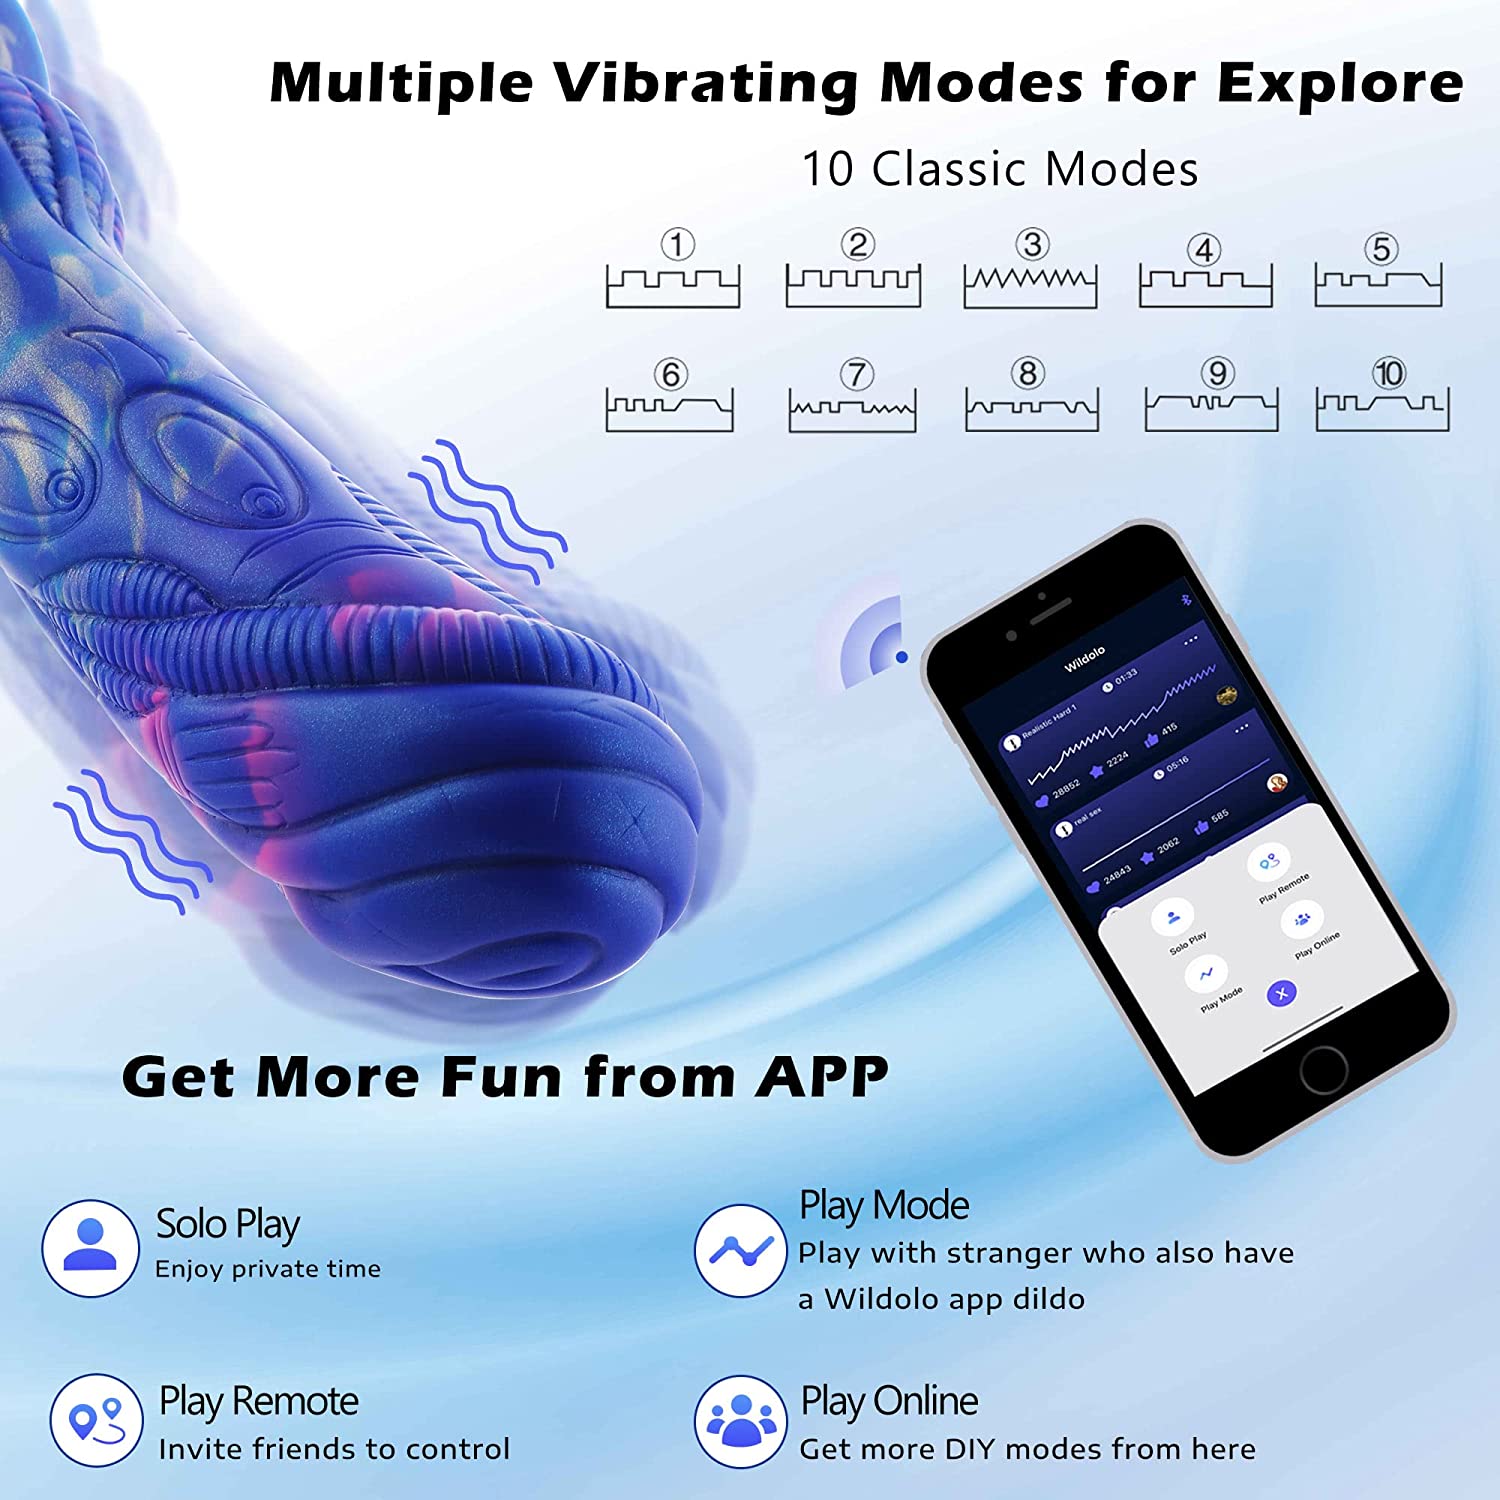 Multiple Vibrating Modes for Explore
10 Classic Modes
1
2
3
4
5
6
7
8
9
10
Wildolo
Realistic Hard 1
01:33
28852
2224
415
real sex
05:16
24843
2062
585
Solo Play
Play Remote
Play Mode
Play Online
X
Get More Fun from APP
Solo Play
Enjoy private time
Play Mode
Play with stranger who also have
a Wildolo app dildo
Play Remote
Invite friends to control
Play Online
Get more DIY modes from here